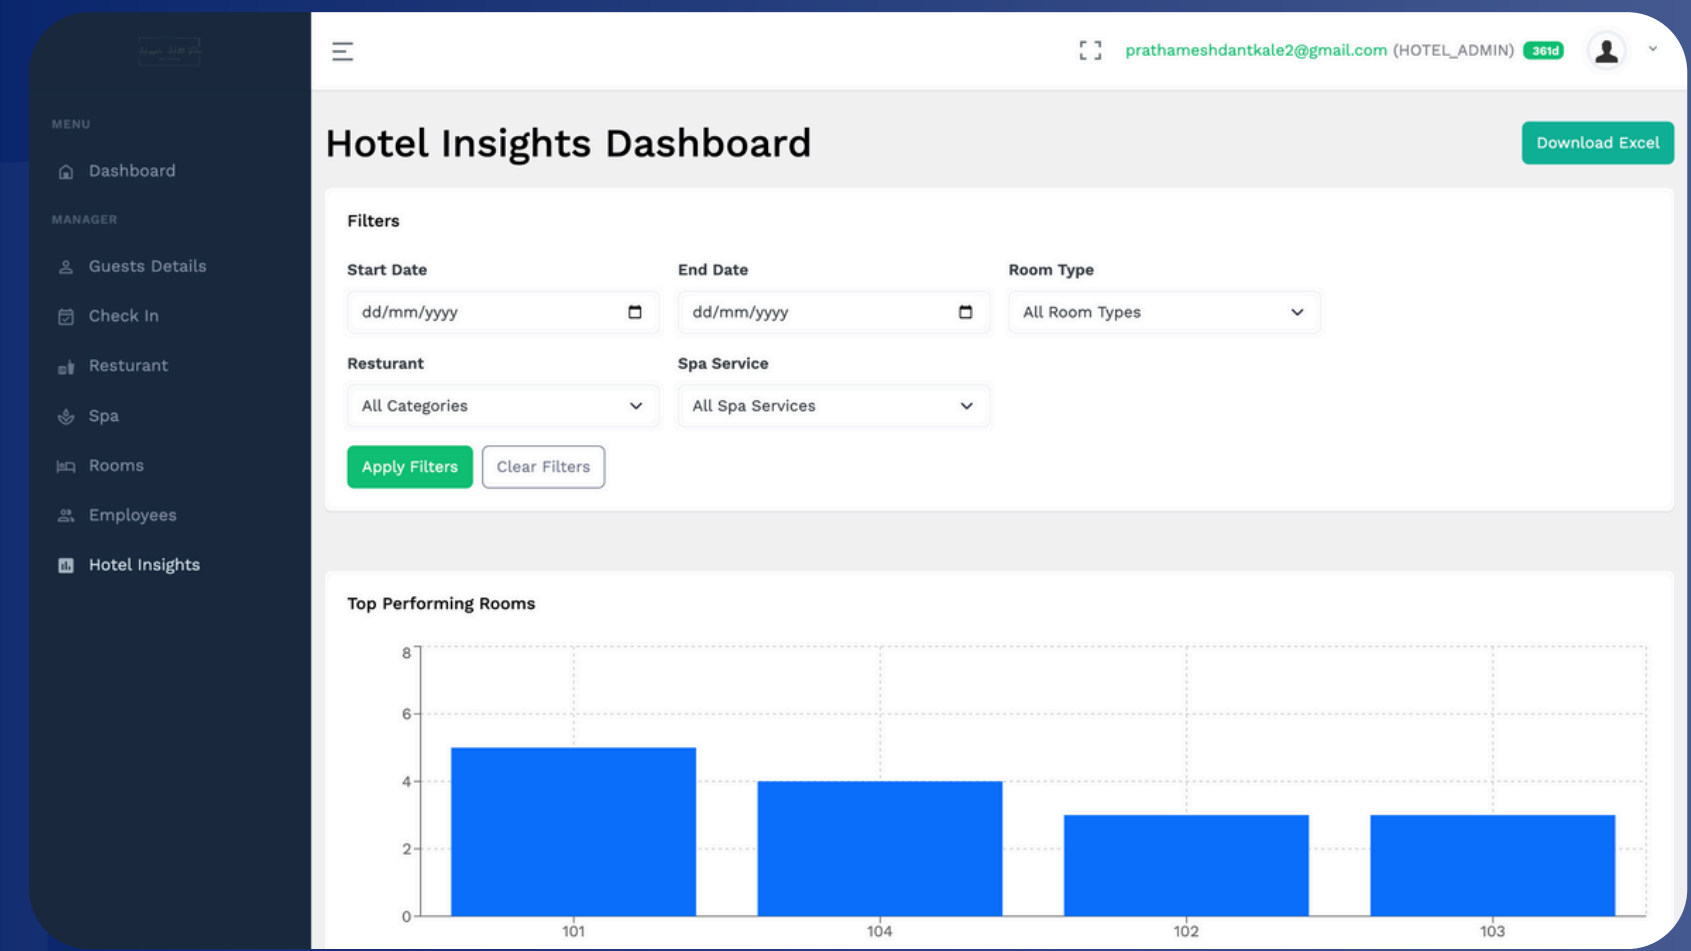 prathameshdantkale2@gmail.com (HOTEL_ADMIN) 361d
MENU
Dashboard
MANAGER
Guests Details
Check In
Resturant
Spa
Rooms
Employees
Hotel Insights
Hotel Insights Dashboard
Download Excel
Filters
Start Date End Date Room Type
dd/mm/yyyy dd/mm/yyyy All Room Types
Resturant Spa Service
All Categories All Spa Services
Apply Filters Clear Filters
Top Performing Rooms
8
6
4
2
0
101 104 102 103